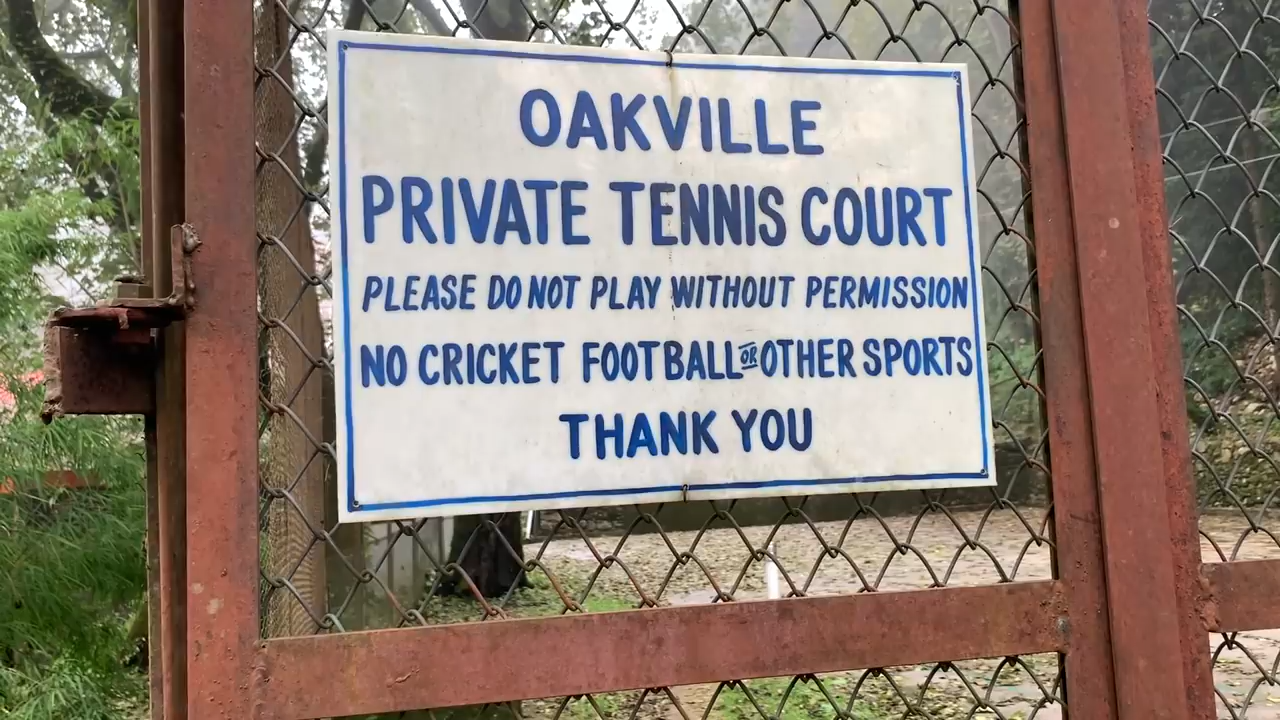 OAKVILLE
PRIVATE TENNIS COURT
PLEASE DO NOT PLAY WITHOUT PERMISSION
NO CRICKET FOOTBALL OR OTHER SPORTS
THANK YOU